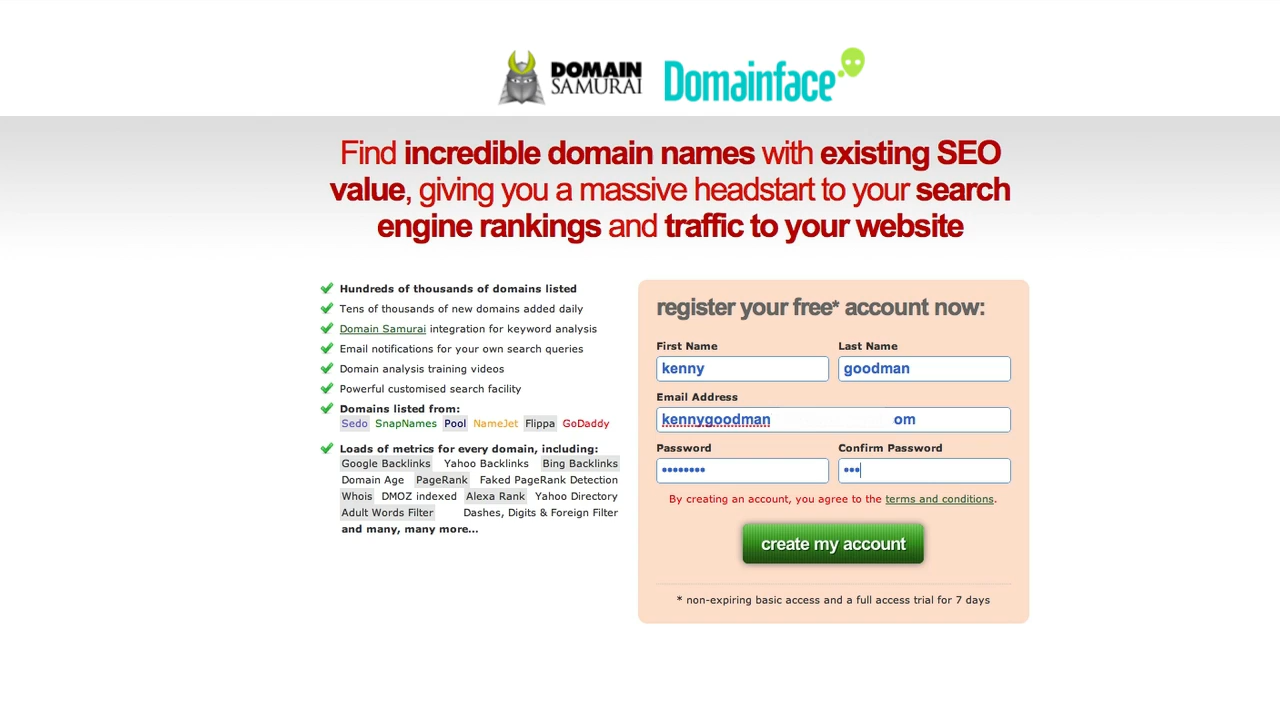 DOMAIN
SAMURAI
Domainface
Find incredible domain names with existing SEO
value, giving you a massive headstart to your search
engine rankings and traffic to your website
Hundreds of thousands of domains listed
Tens of thousands of new domains added daily
Domain Samurai integration for keyword analysis
Email notifications for your own search queries
Domain analysis training videos
Powerful customised search facility
Domains listed from:
Sedo SnapNames Pool NameJet Flippa GoDaddy
Loads of metrics for every domain, including:
Google Backlinks Yahoo Backlinks Bing Backlinks
Domain Age PageRank Faked PageRank Detection
Whois DMOZ indexed Alexa Rank Yahoo Directory
Adult Words Filter Dashes, Digits & Foreign Filter
and many, many more...
register your free* account now:
First Name Last Name
kenny goodman
Email Address
kennygoodman om
Password Confirm Password
•••••••• •••
By creating an account, you agree to the terms and conditions.
create my account
* non-expiring basic access and a full access trial for 7 days